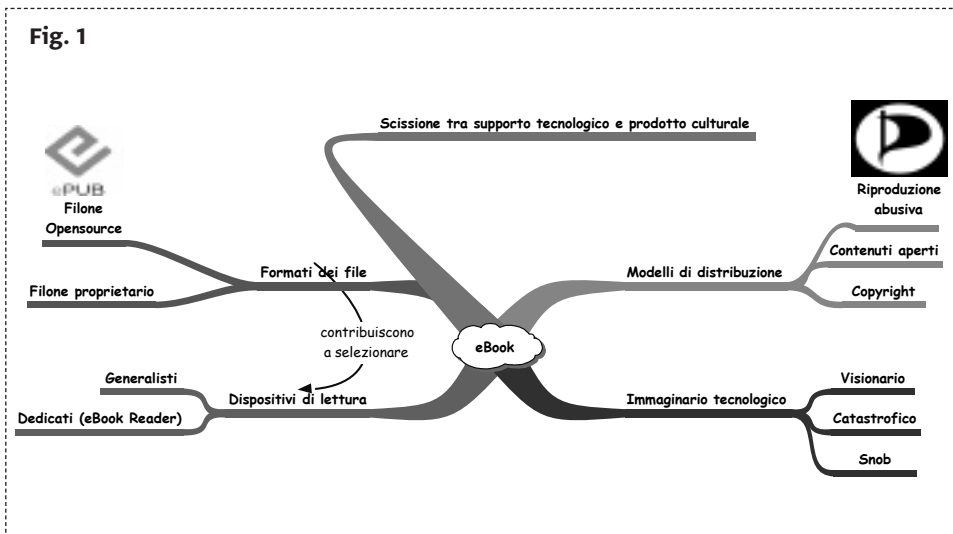 Fig. 1
Scissione tra supporto tecnologico e prodotto culturale
ePUB
Filone
Opensource
Filone proprietario
Formati dei file
contribuiscono
a selezionare
Generalisti
Dedicati (eBook Reader)
Dispositivi di lettura
eBook
Riproduzione
abusiva
Contenuti aperti
Copyright
Modelli di distribuzione
Immaginario tecnologico
Visionario
Catastrofico
Snob